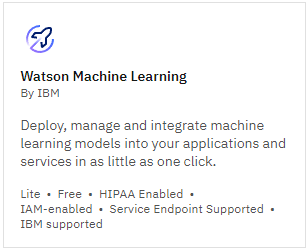 Watson Machine Learning
By IBM
Deploy, manage and integrate machine
learning models into your applications and
services in as little as one click.
Lite • Free • HIPAA Enabled •
IAM-enabled • Service Endpoint Supported •
IBM supported